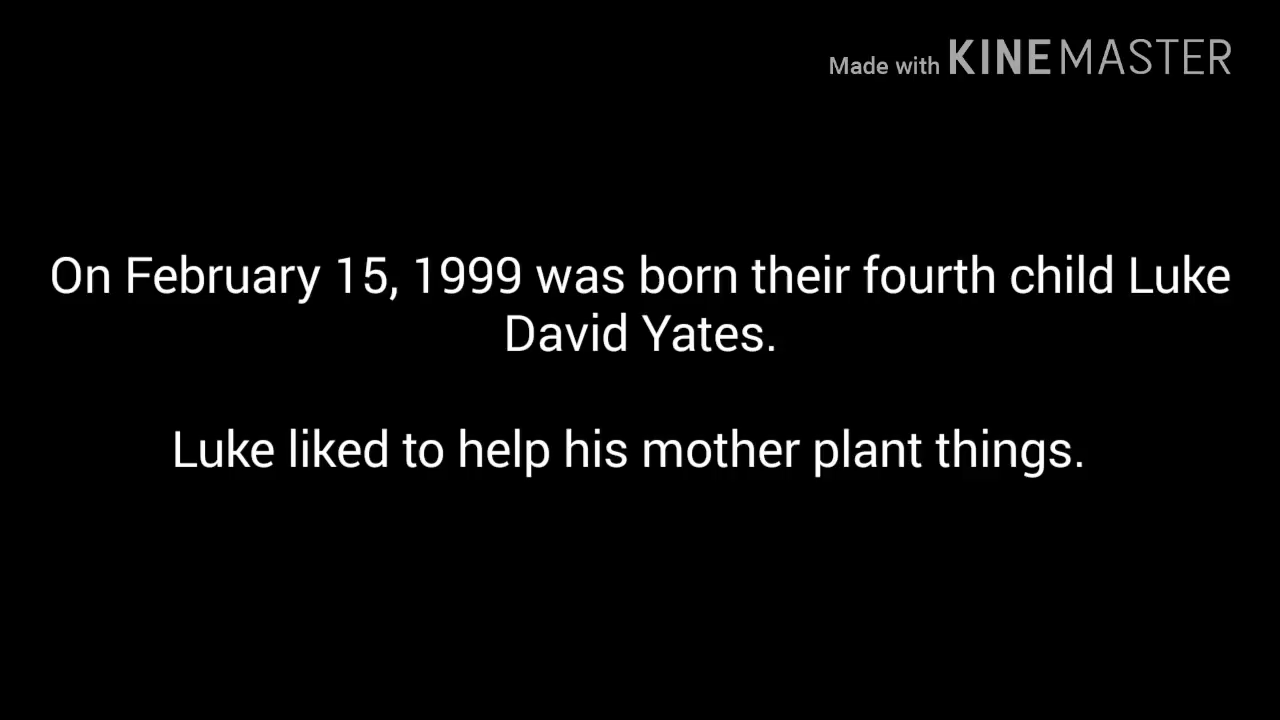 Made with KINEMASTER
On February 15, 1999 was born their fourth child Luke
David Yates.
Luke liked to help his mother plant things.